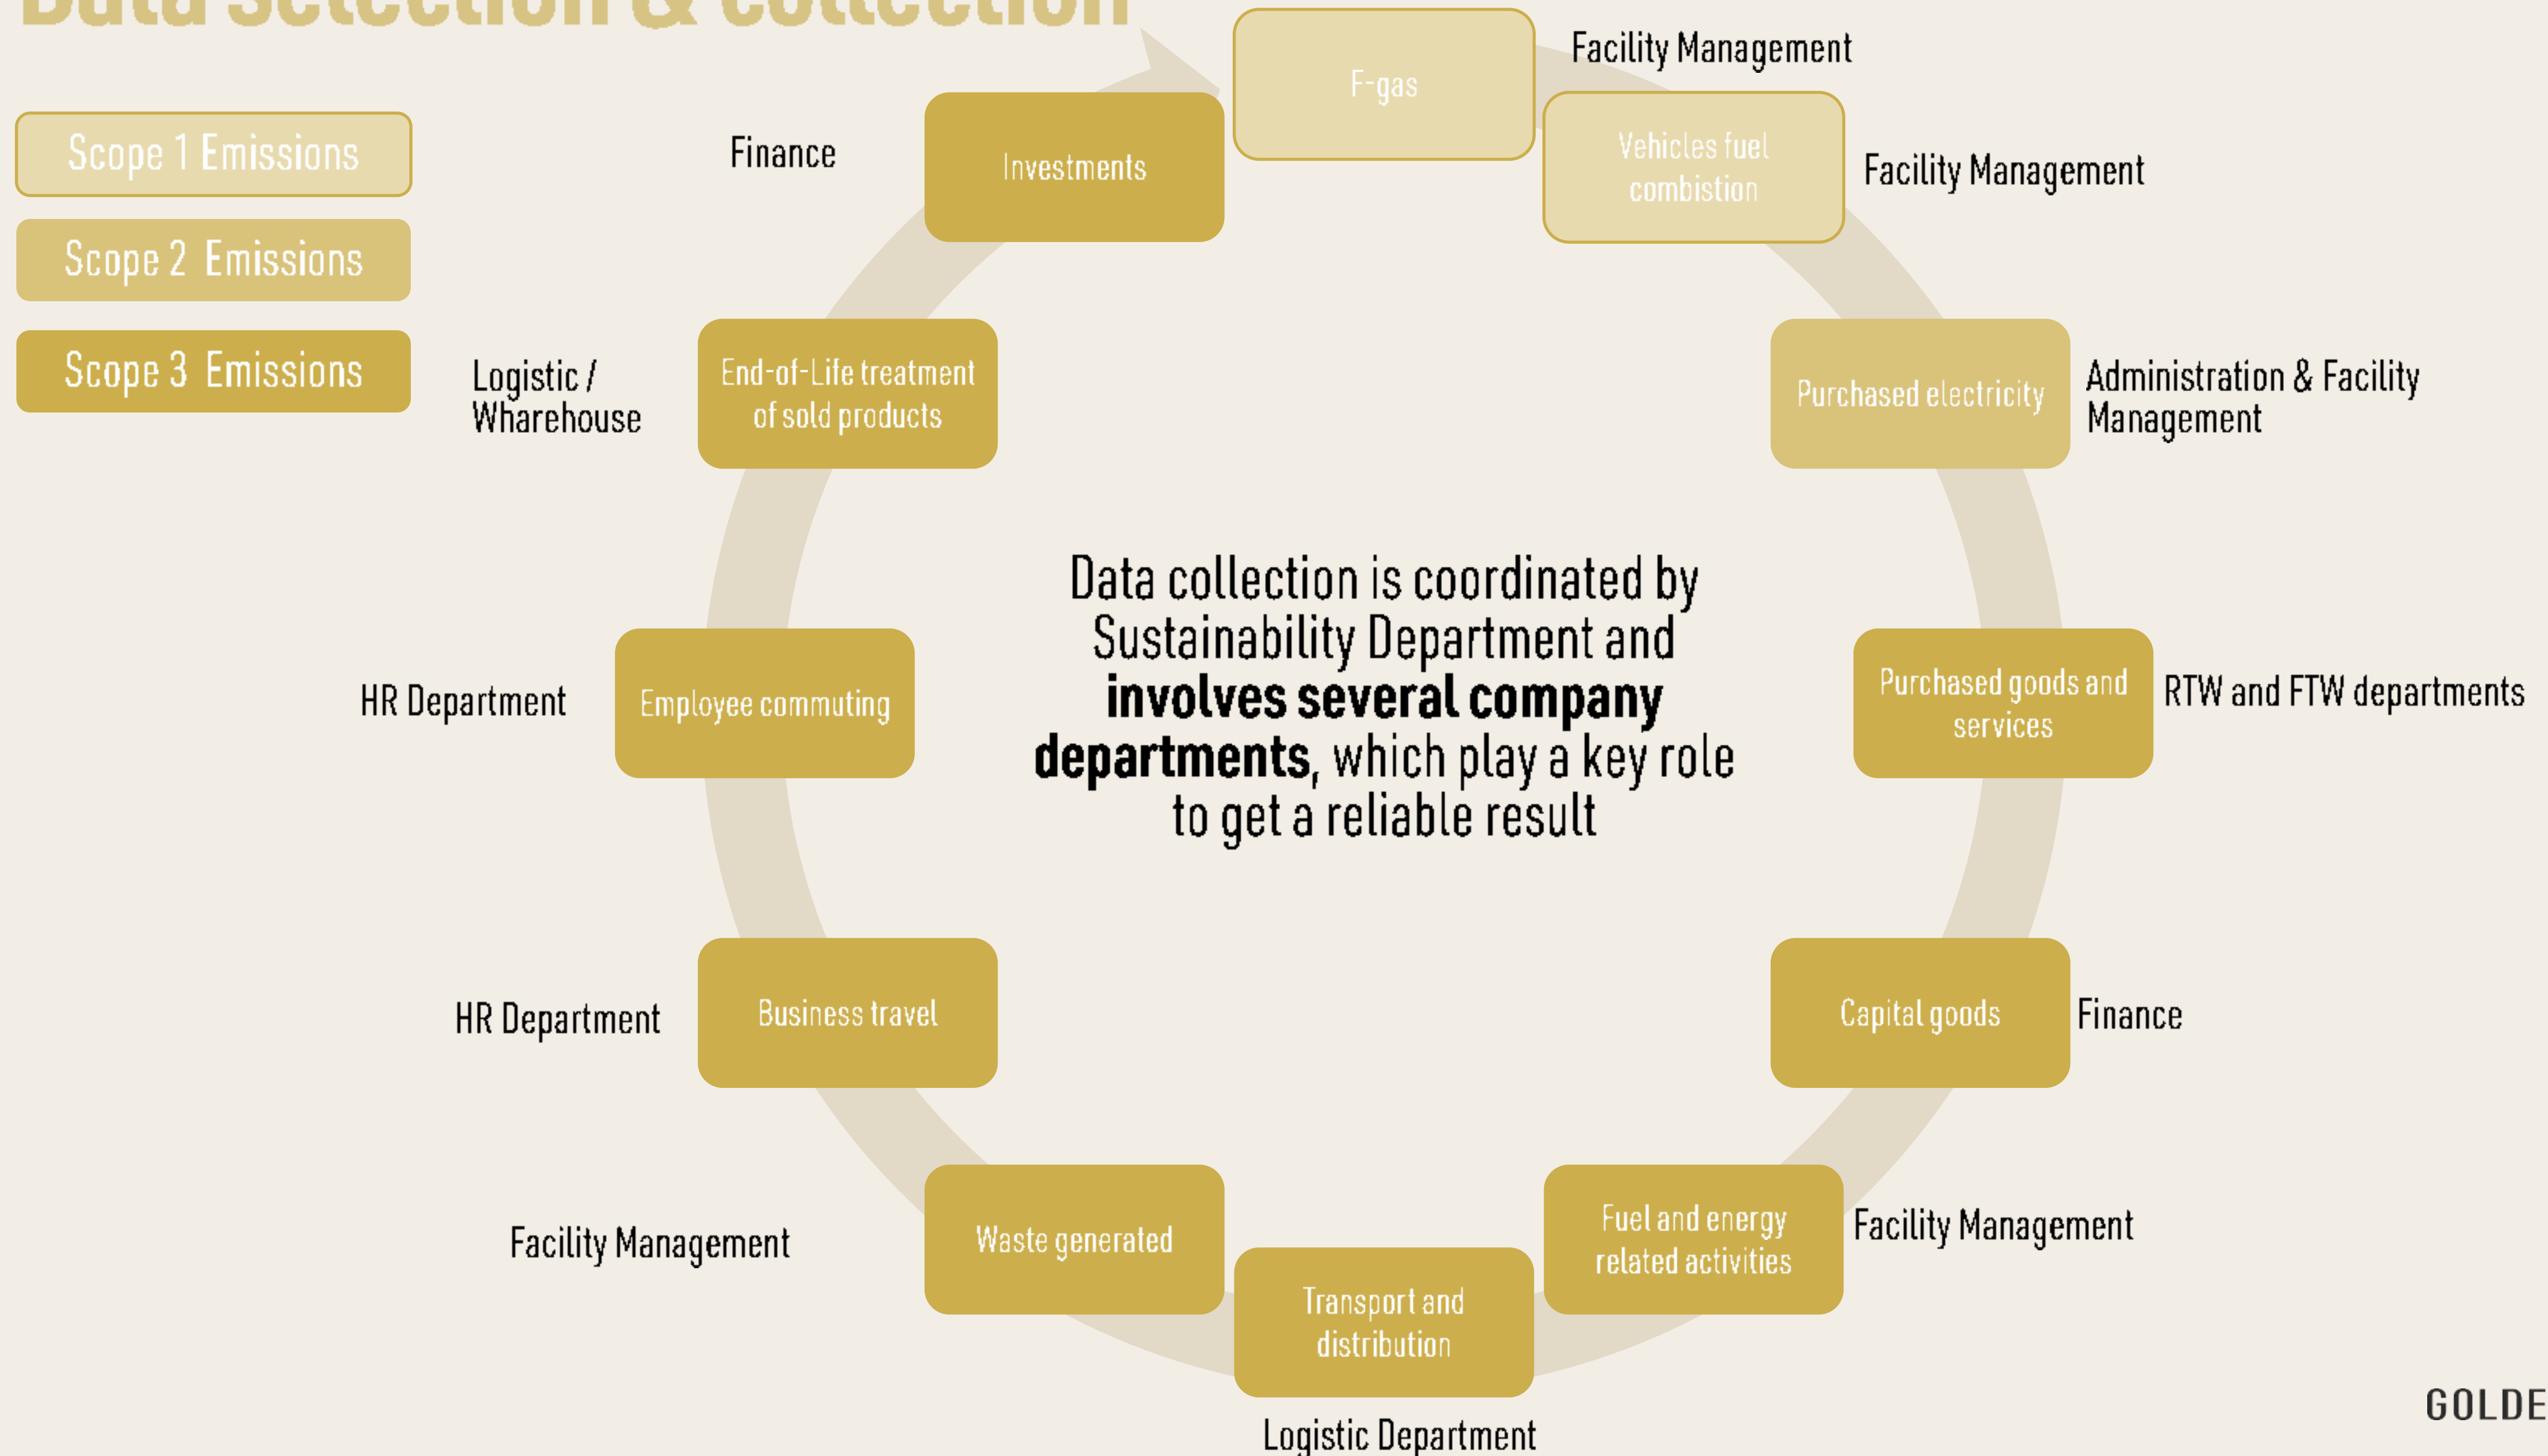 Data selection & collection
Scope 1 Emissions
Scope 2 Emissions
Scope 3 Emissions
F-gas
Facility Management
Vehicles fuel
combistion
Facility Management
Purchased electricity
Administration & Facility
Management
Purchased goods and
services
RTW and FTW departments
Capital goods
Finance
Fuel and energy
related activities
Facility Management
Transport and
distribution
Logistic Department
Waste generated
Facility Management
Business travel
HR Department
Employee commuting
HR Department
End-of-Life treatment
of sold products
Logistic /
Wharehouse
Investments
Finance
Data collection is coordinated by
Sustainability Department and
involves several company
departments, which play a key role
to get a reliable result
GOLDE